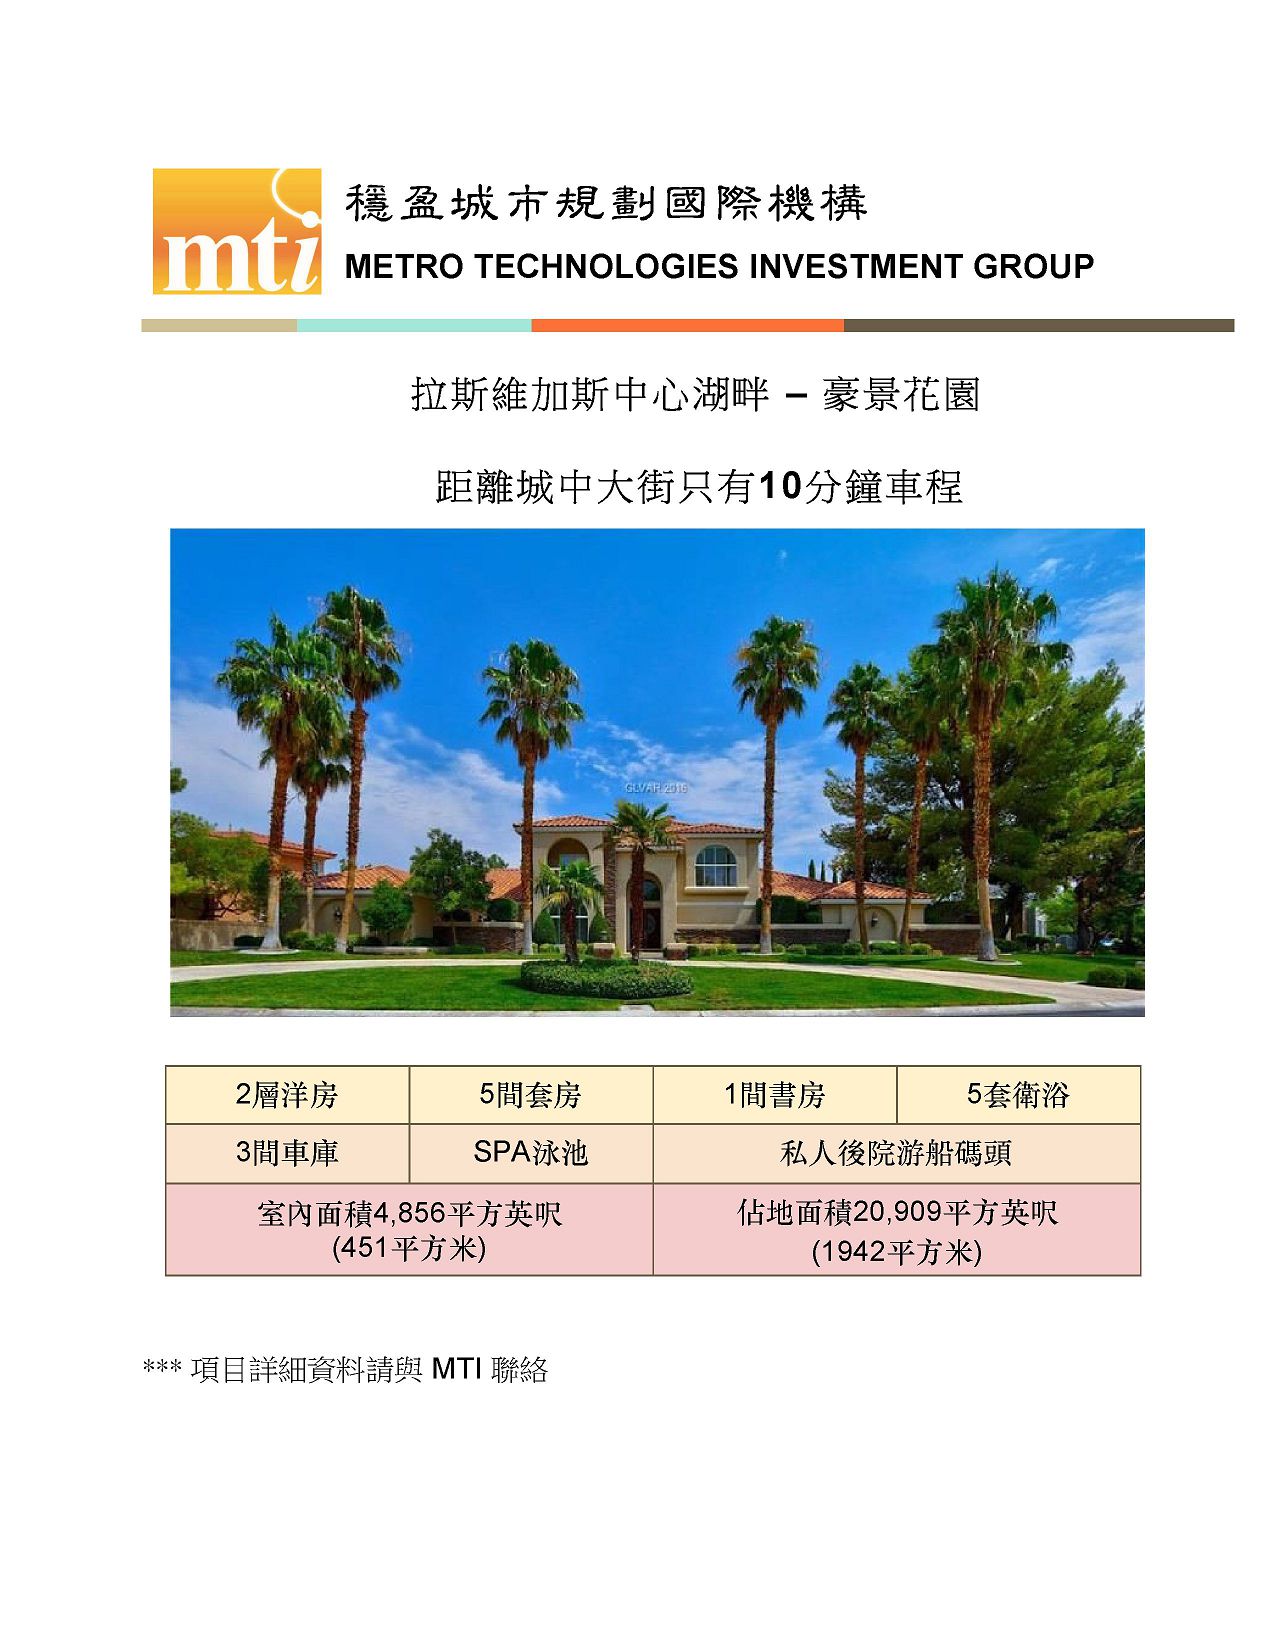 mti
穩盈城市規劃國際機構
METRO TECHNOLOGIES INVESTMENT GROUP
拉斯維加斯中心湖畔 – 豪景花園
距離城中大街只有10分鐘車程
GLVAR 2016
2層洋房 5間套房 1間書房 5套衛浴
3間車庫 SPA泳池 私人後院游船碼頭
室內面積4,856平方英呎 佔地面積20,909平方英呎
(451平方米) (1942平方米)
*** 項目詳細資料請與 MTI 聯絡